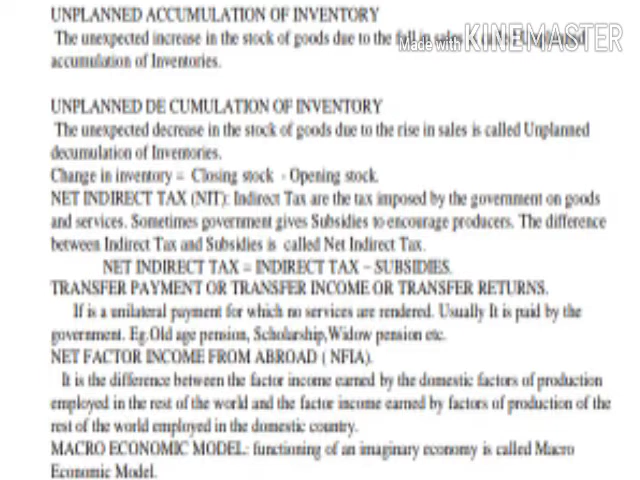 UNPLANNED ACCUMULATION OF INVENTORY
The unexpected increase in the stock of goods due to the fall in sales is called Unplanned
Made with KINEMASTER
accumulation of Inventories.
UNPLANNED DE CUMULATION OF INVENTORY
The unexpected decrease in the stock of goods due to the rise in sales is called Unplanned
decumulation of Inventories.
Change in inventory = Closing stock - Opening stock.
NET INDIRECT TAX (NIT): Indirect Tax are the tax imposed by the government on goods
and services. Sometimes government gives Subsidies to encourage producers. The difference
between Indirect Tax and Subsidies is called Net Indirect Tax.
NET INDIRECT TAX = INDIRECT TAX – SUBSIDIES.
TRANSFER PAYMENT OR TRANSFER INCOME OR TRANSFER RETURNS.
If is a unilateral payment for which no services are rendered. Usually It is paid by the
government. Eg.Old age pension, Scholarship,Widow pension etc.
NET FACTOR INCOME FROM ABROAD ( NFIA).
It is the difference between the factor income earned by the domestic factors of production
employed in the rest of the world and the factor income earned by factors of production of the
rest of the world employed in the domestic country.
MACRO ECONOMIC MODEL: functioning of an imaginary economy is called Macro
Economic Model.